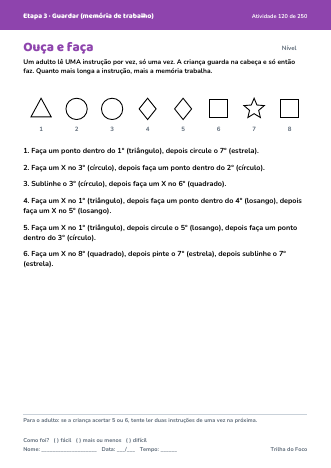 Etapa 3 · Guardar (memória de trabalho)
Atividade 120 de 250
Ouça e faça
Nível
Um adulto lê UMA instrução por vez, só uma vez. A criança guarda na cabeça e só então
faz. Quanto mais longa a instrução, mais a memória trabalha.
1 2 3 4 5 6 7 8
1. Faça um ponto dentro do 1º (triângulo), depois circule o 7º (estrela).
2. Faça um X no 3º (círculo), depois faça um ponto dentro do 2º (círculo).
3. Sublinhe o 3º (círculo), depois faça um X no 6º (quadrado).
4. Faça um X no 1º (triângulo), depois faça um ponto dentro do 4º (losango), depois
faça um X no 5º (losango).
5. Faça um X no 1º (triângulo), depois circule o 5º (losango), depois faça um ponto
dentro do 3º (círculo).
6. Faça um X no 8º (quadrado), depois pinte o 7º (estrela), depois sublinhe o 7º
(estrela).
Para o adulto: se a criança acertar 5 ou 6, tente ler duas instruções de uma vez na próxima.
Como foi? ( ) fácil ( ) mais ou menos ( ) difícil
Nome: ____________________ Data: ___/___ Tempo: ______
Trilha do Foco